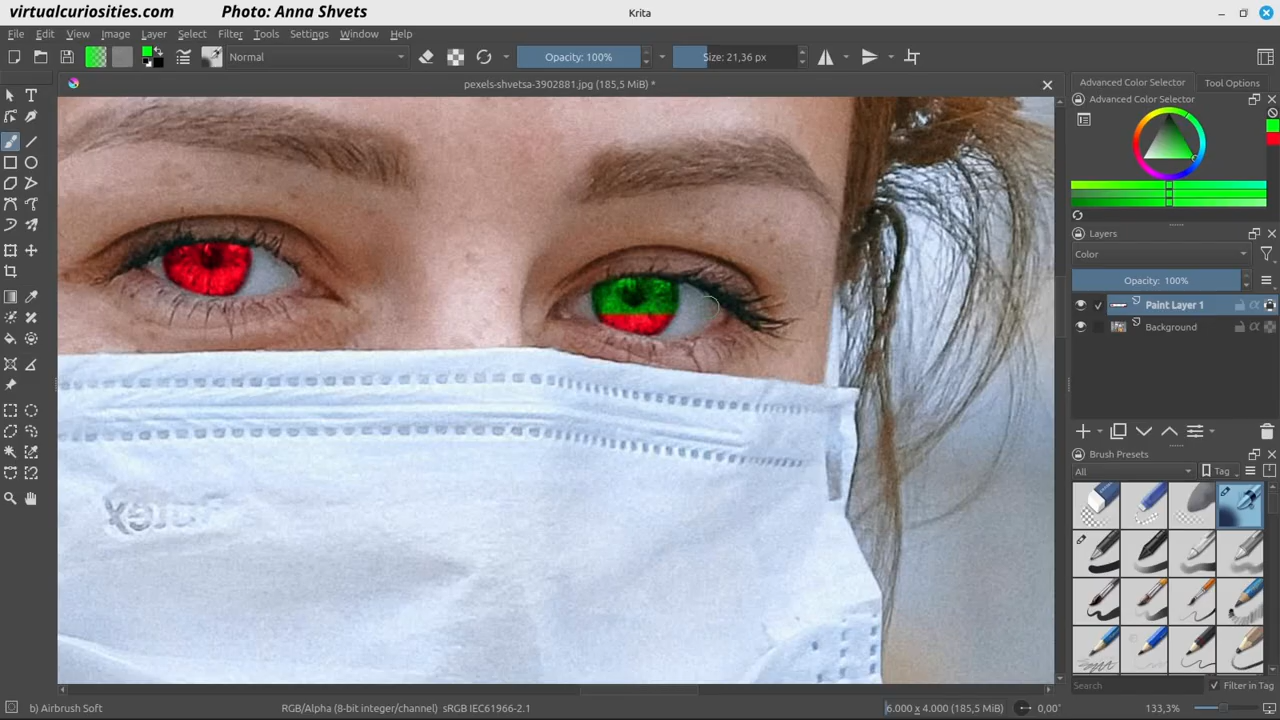 virtualcuriosities.com
Photo: Anna Shvets
Krita
File Edit View Image Layer Select Filter Tools Settings Window Help
Normal
Opacity: 100%
Size: 21,36 px
pexels-shvetsa-3902881.jpg (185,5 MiB) *
Advanced Color Selector
Tool Options
Advanced Color Selector
Layers
Color
Opacity: 100%
Paint Layer 1
Background
Brush Presets
All
Tag
Search
Filter in Tag
b) Airbrush Soft
RGB/Alpha (8-bit integer/channel) sRGB IEC61966-2.1
6.000 x 4.000 (185,5 MiB)
0,00°
133,3%